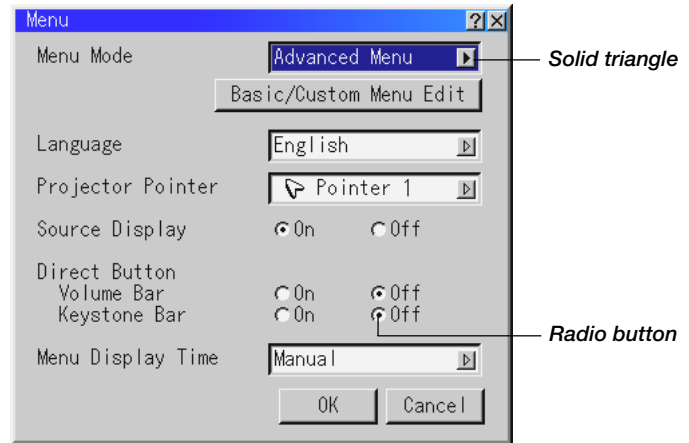 Menu
Menu Mode Advanced Menu Solid triangle
Basic/Custom Menu Edit
Language English
Projector Pointer Pointer 1
Source Display On Off
Direct Button
Volume Bar On Off
Keystone Bar On Off
Radio button
Menu Display Time Manual
OK Cancel